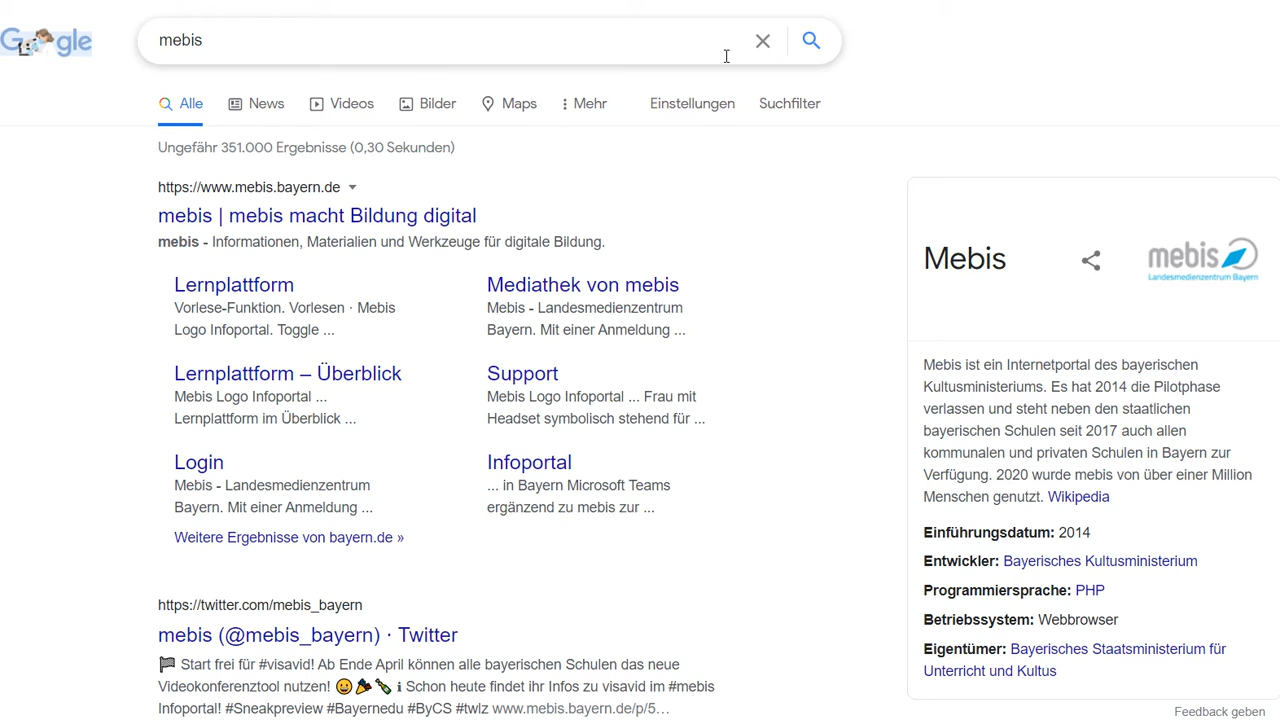 Google
mebis
Alle
News
Videos
Bilder
Maps
Mehr
Einstellungen
Suchfilter
Ungefähr 351.000 Ergebnisse (0,30 Sekunden)
https://www.mebis.bayern.de
mebis | mebis macht Bildung digital
mebis - Informationen, Materialien und Werkzeuge für digitale Bildung.
Lernplattform
Vorlese-Funktion. Vorlesen · Mebis
Logo Infoportal. Toggle ...
Mediathek von mebis
Mebis - Landesmedienzentrum
Bayern. Mit einer Anmeldung ...
Lernplattform – Überblick
Mebis Logo Infoportal ...
Lernplattform im Überblick ...
Support
Mebis Logo Infoportal ... Frau mit
Headset symbolisch stehend für ...
Login
Mebis - Landesmedienzentrum
Bayern. Mit einer Anmeldung ...
Infoportal
... in Bayern Microsoft Teams
ergänzend zu mebis zur ...
Weitere Ergebnisse von bayern.de »
https://twitter.com/mebis_bayern
mebis (@mebis_bayern) · Twitter
🏁 Start frei für #visavid! Ab Ende April können alle bayerischen Schulen das neue
Videokonferenztool nutzen! 😀🎉🍾 ℹ Schon heute findet ihr Infos zu visavid im #mebis
Infoportal! #Sneakpreview #Bayernedu #ByCS #twlz www.mebis.bayern.de/p/5…
Mebis
mebis
Landesmedienzentrum Bayern
Mebis ist ein Internetportal des bayerischen
Kultusministeriums. Es hat 2014 die Pilotphase
verlassen und steht neben den staatlichen
bayerischen Schulen seit 2017 auch allen
kommunalen und privaten Schulen in Bayern zur
Verfügung. 2020 wurde mebis von über einer Million
Menschen genutzt. Wikipedia
Einführungsdatum: 2014
Entwickler: Bayerisches Kultusministerium
Programmiersprache: PHP
Betriebssystem: Webbrowser
Eigentümer: Bayerisches Staatsministerium für
Unterricht und Kultus
Feedback geben